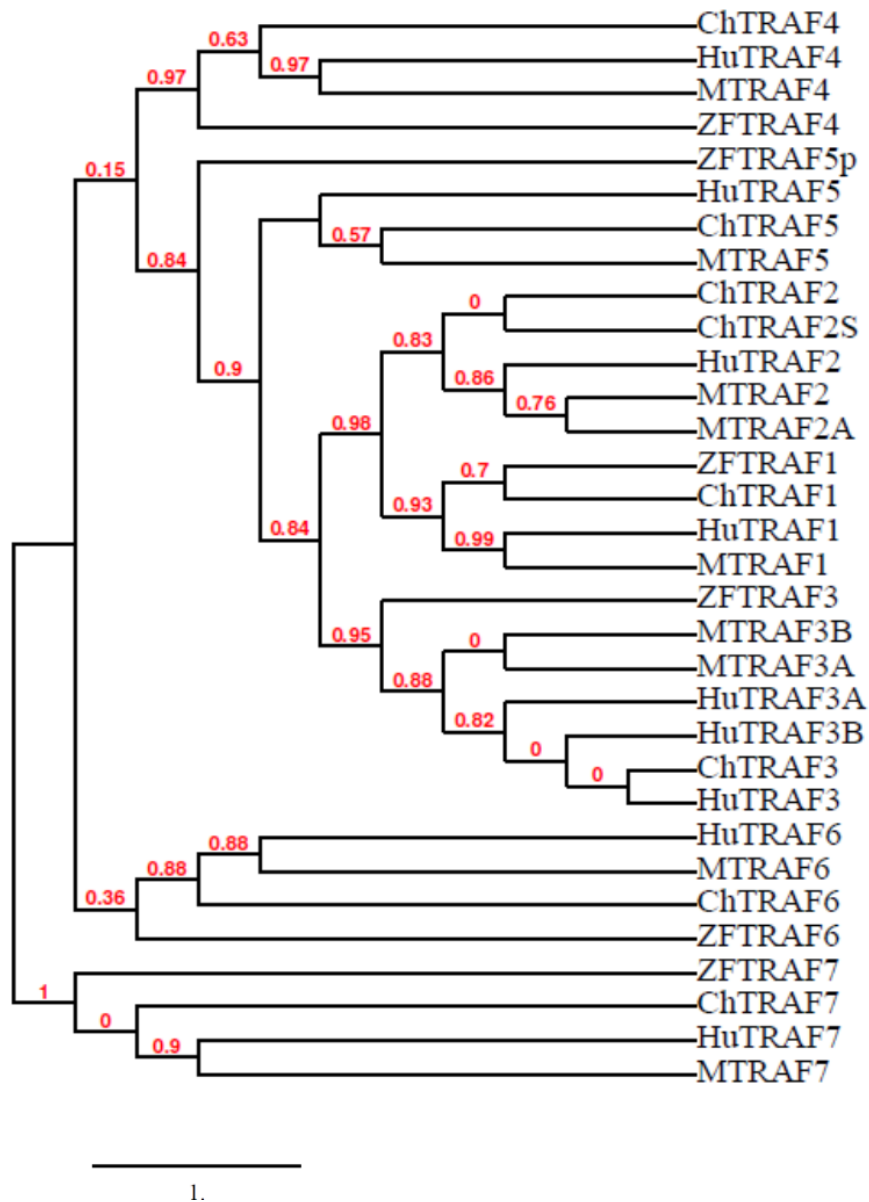 ChTRAF4
0.63
HuTRAF4
0.97
MTRAF4
0.97
ZFTRAF4
ZFTRAF5p
0.15
HuTRAF5
ChTRAF5
0.57
MTRAF5
0.84
ChTRAF2
0
ChTRAF2S
0.83
HuTRAF2
0.9
0.86
MTRAF2
0.76
MTRAF2A
0.98
ZFTRAF1
0.7
ChTRAF1
0.93
HuTRAF1
0.84
0.99
MTRAF1
ZFTRAF3
MTRAF3B
0.95
0
MTRAF3A
0.88
HuTRAF3A
0.82
HuTRAF3B
0
ChTRAF3
0
HuTRAF3
HuTRAF6
0.88
MTRAF6
0.88
ChTRAF6
0.36
ZFTRAF6
ZFTRAF7
1
ChTRAF7
0
HuTRAF7
0.9
MTRAF7
1.